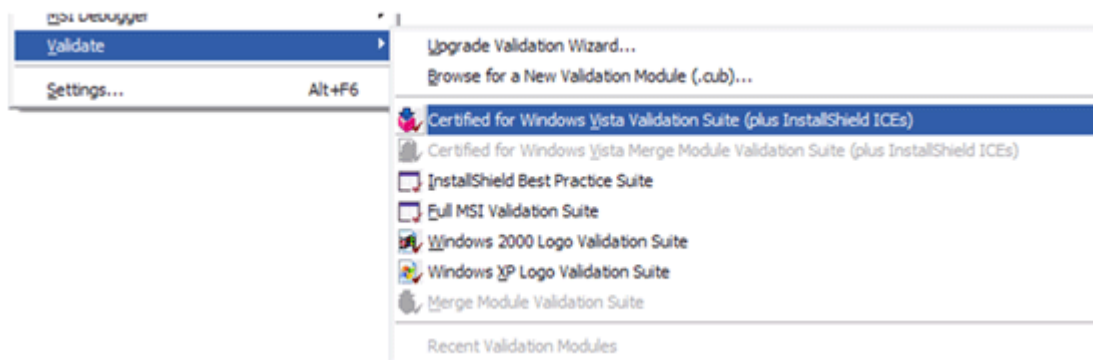 MSI Debugger
Validate
Settings... Alt+F6
Upgrade Validation Wizard...
Browse for a New Validation Module (.cub)...
Certified for Windows Vista Validation Suite (plus InstallShield ICEs)
Certified for Windows Vista Merge Module Validation Suite (plus InstallShield ICEs)
InstallShield Best Practice Suite
Full MSI Validation Suite
Windows 2000 Logo Validation Suite
Windows XP Logo Validation Suite
Merge Module Validation Suite
Recent Validation Modules